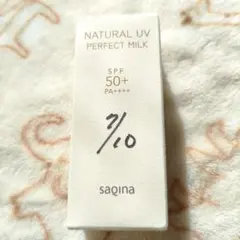 NATURAL UV
PERFECT MILK
SPF
50+
PA++++
7/10
saqina